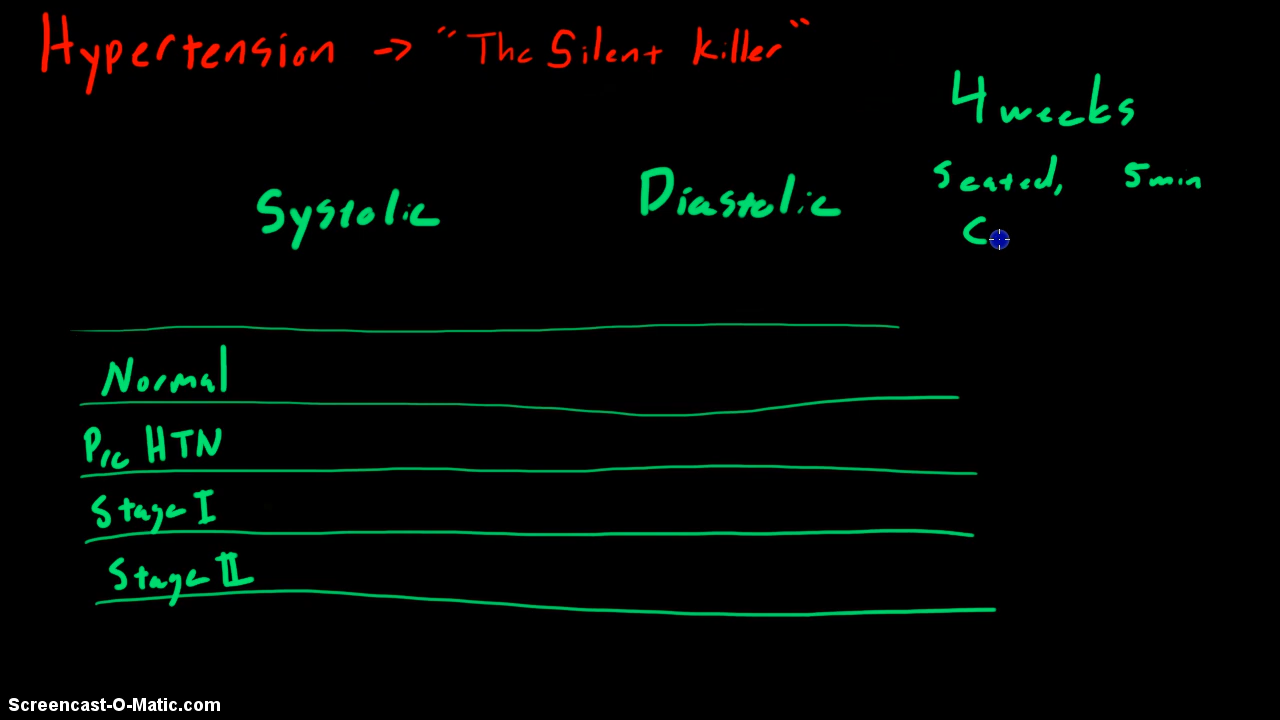 Hypertension → "The Silent Killer"
4 weeks
Seated, 5 min
C
Systolic Diastolic
Normal
Pre HTN
Stage I
Stage II
Screencast-O-Matic.com